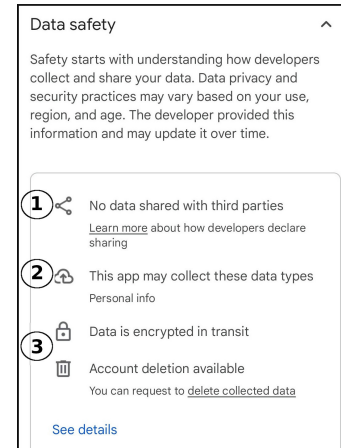 Data safety
Safety starts with understanding how developers
collect and share your data. Data privacy and
security practices may vary based on your use,
region, and age. The developer provided this
information and may update it over time.
1 No data shared with third parties
Learn more about how developers declare
sharing
2 This app may collect these data types
Personal info
Data is encrypted in transit
3
Account deletion available
You can request to delete collected data
See details